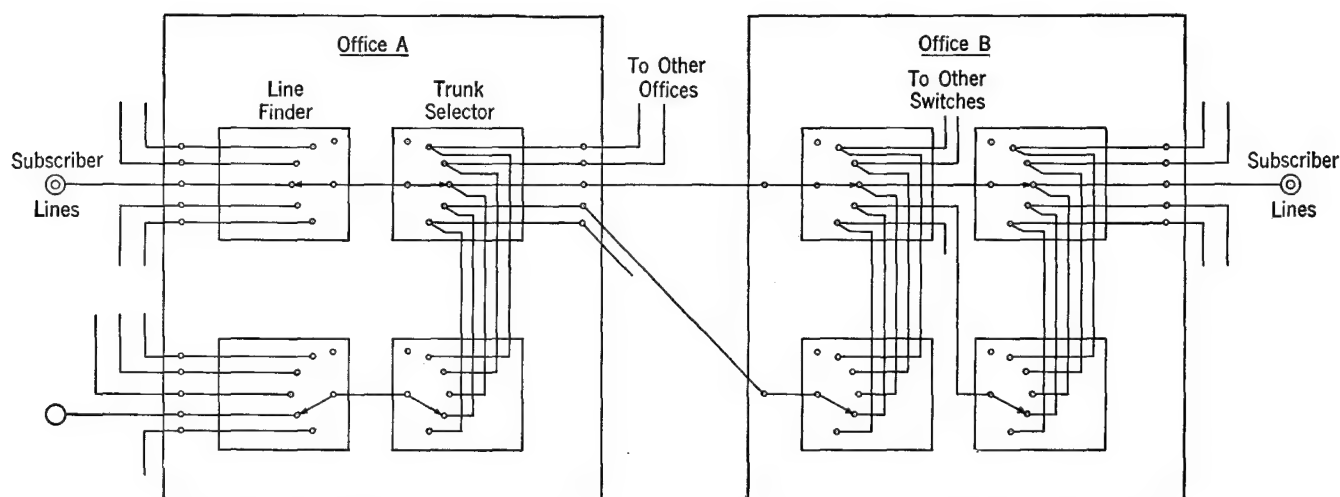 Office A
Line
Finder
Trunk
Selector
To Other
Offices
Office B
To Other
Switches
Subscriber
Lines
Subscriber
Lines